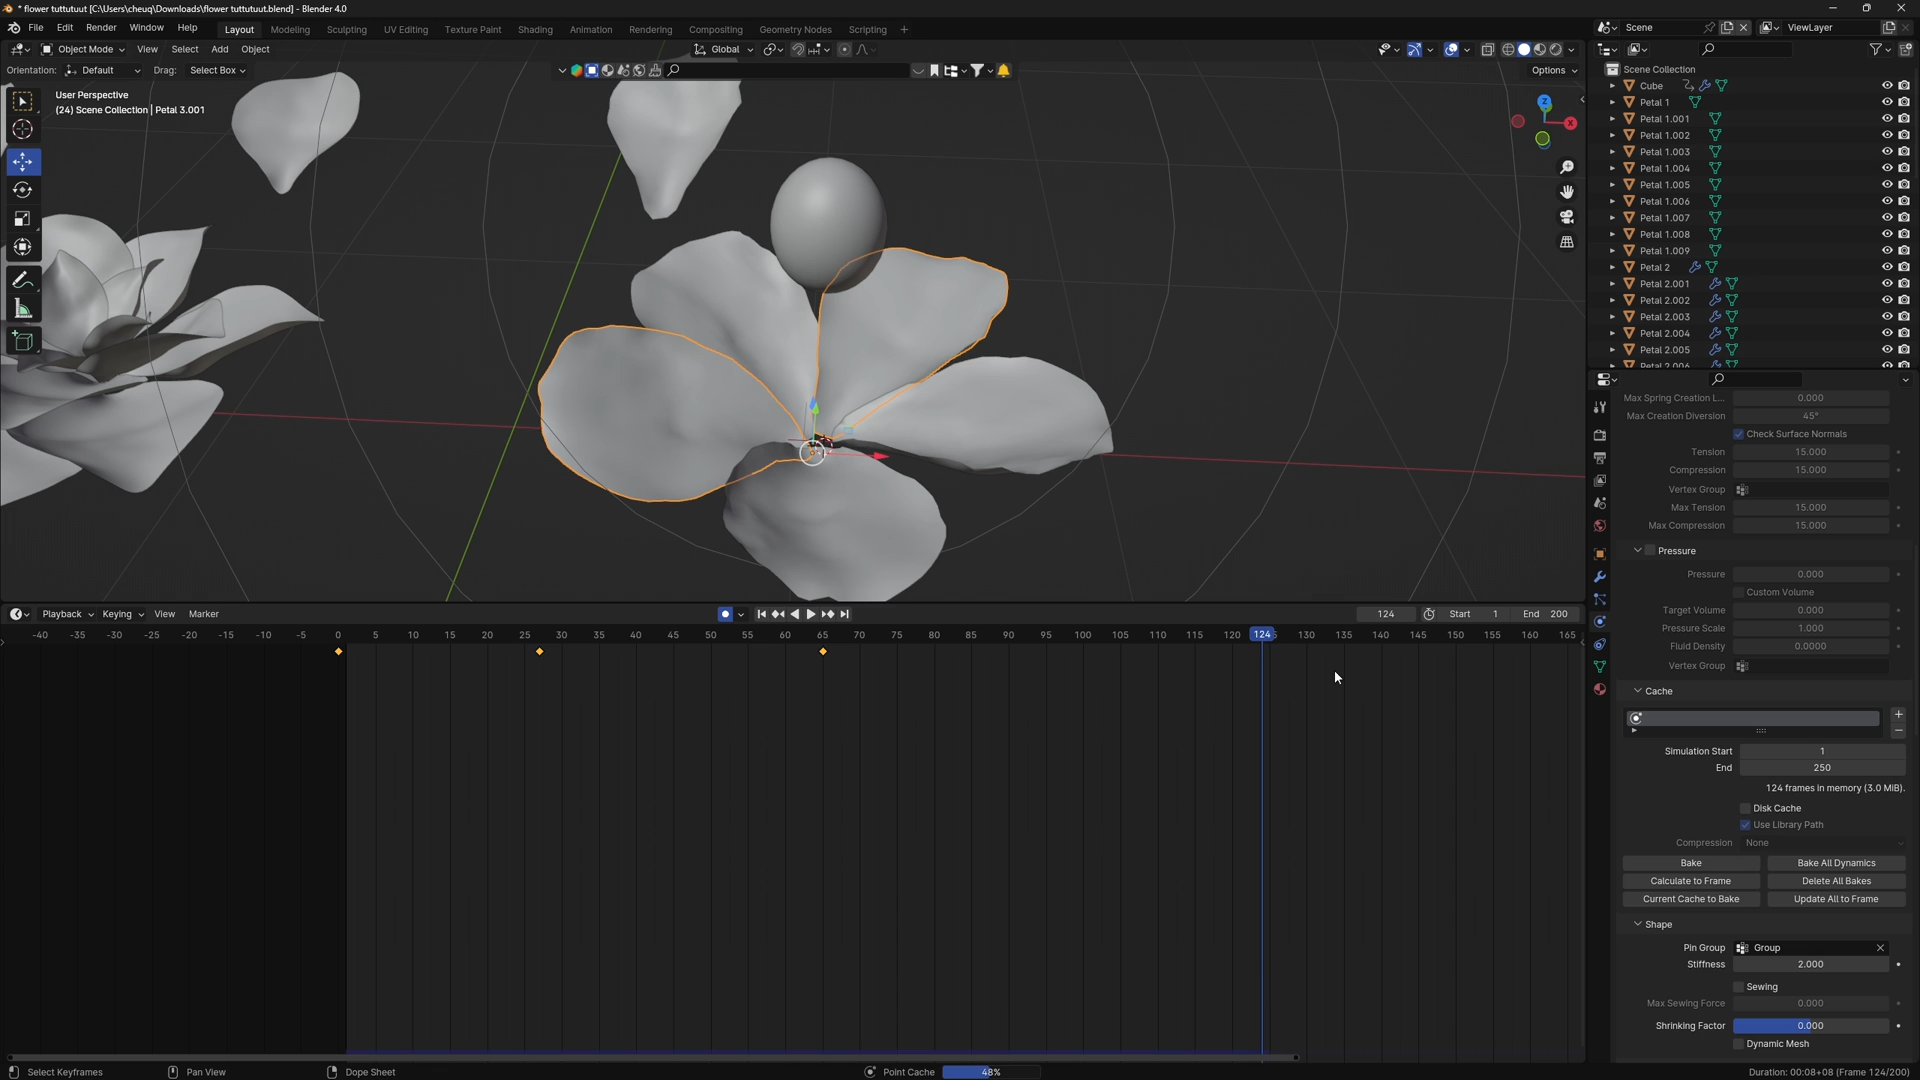 * flower tuttutuut [C:\Users\cheuq\Downloads\flower tuttutuut.blend] - Blender 4.0
File Edit Render Window Help Layout Modeling Sculpting UV Editing Texture Paint Shading Animation Rendering Compositing Geometry Nodes Scripting + Scene ViewLayer
Object Mode View Select Add Object Global
Orientation: Default Drag: Select Box Options
User Perspective
(24) Scene Collection | Petal 3.001
Z
X
Scene Collection
Cube
Petal 1
Petal 1.001
Petal 1.002
Petal 1.003
Petal 1.004
Petal 1.005
Petal 1.006
Petal 1.007
Petal 1.008
Petal 1.009
Petal 2
Petal 2.001
Petal 2.002
Petal 2.003
Petal 2.004
Petal 2.005
Petal 2.006
Max Spring Creation L... 0.000
Max Creation Diversion 45°
Check Surface Normals
Tension 15.000
Compression 15.000
Vertex Group
Max Tension 15.000
Max Compression 15.000
Pressure
Pressure 0.000
Custom Volume
Target Volume 0.000
Pressure Scale 1.000
Fluid Density 0.0000
Vertex Group
Cache
Simulation Start 1
End 250
124 frames in memory (3.0 MiB).
Disk Cache
Use Library Path
Compression None
Bake Bake All Dynamics
Calculate to Frame Delete All Bakes
Current Cache to Bake Update All to Frame
Shape
Pin Group Group
Stiffness 2.000
Sewing
Max Sewing Force 0.000
Shrinking Factor 0.000
Dynamic Mesh
Playback Keying View Marker 124 Start 1 End 200
-40 -35 -30 -25 -20 -15 -10 -5 0 5 10 15 20 25 30 35 40 45 50 55 60 65 70 75 80 85 90 95 100 105 110 115 120 124 130 135 140 145 150 155 160 165
Select Keyframes Pan View Dope Sheet Point Cache 48% Duration: 00:08+08 (Frame 124/200)